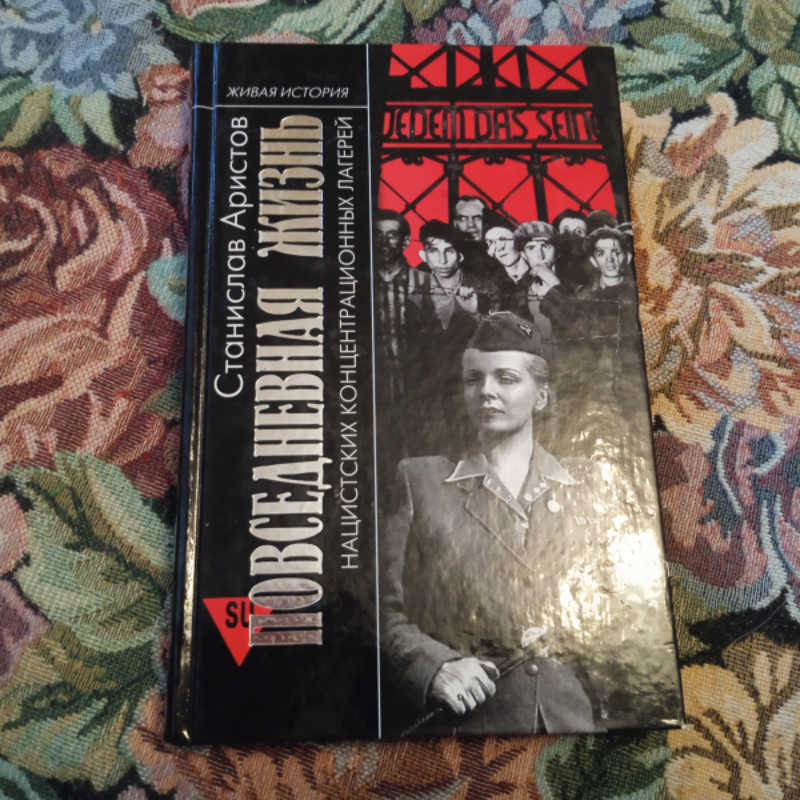 ЖИВАЯ ИСТОРИЯ
Станислав Аристов
ПОВСЕДНЕВНАЯ ЖИЗНЬ
НАЦИСТСКИХ КОНЦЕНТРАЦИОННЫХ ЛАГЕРЕЙ
JEDEM DAS SEINE
SU